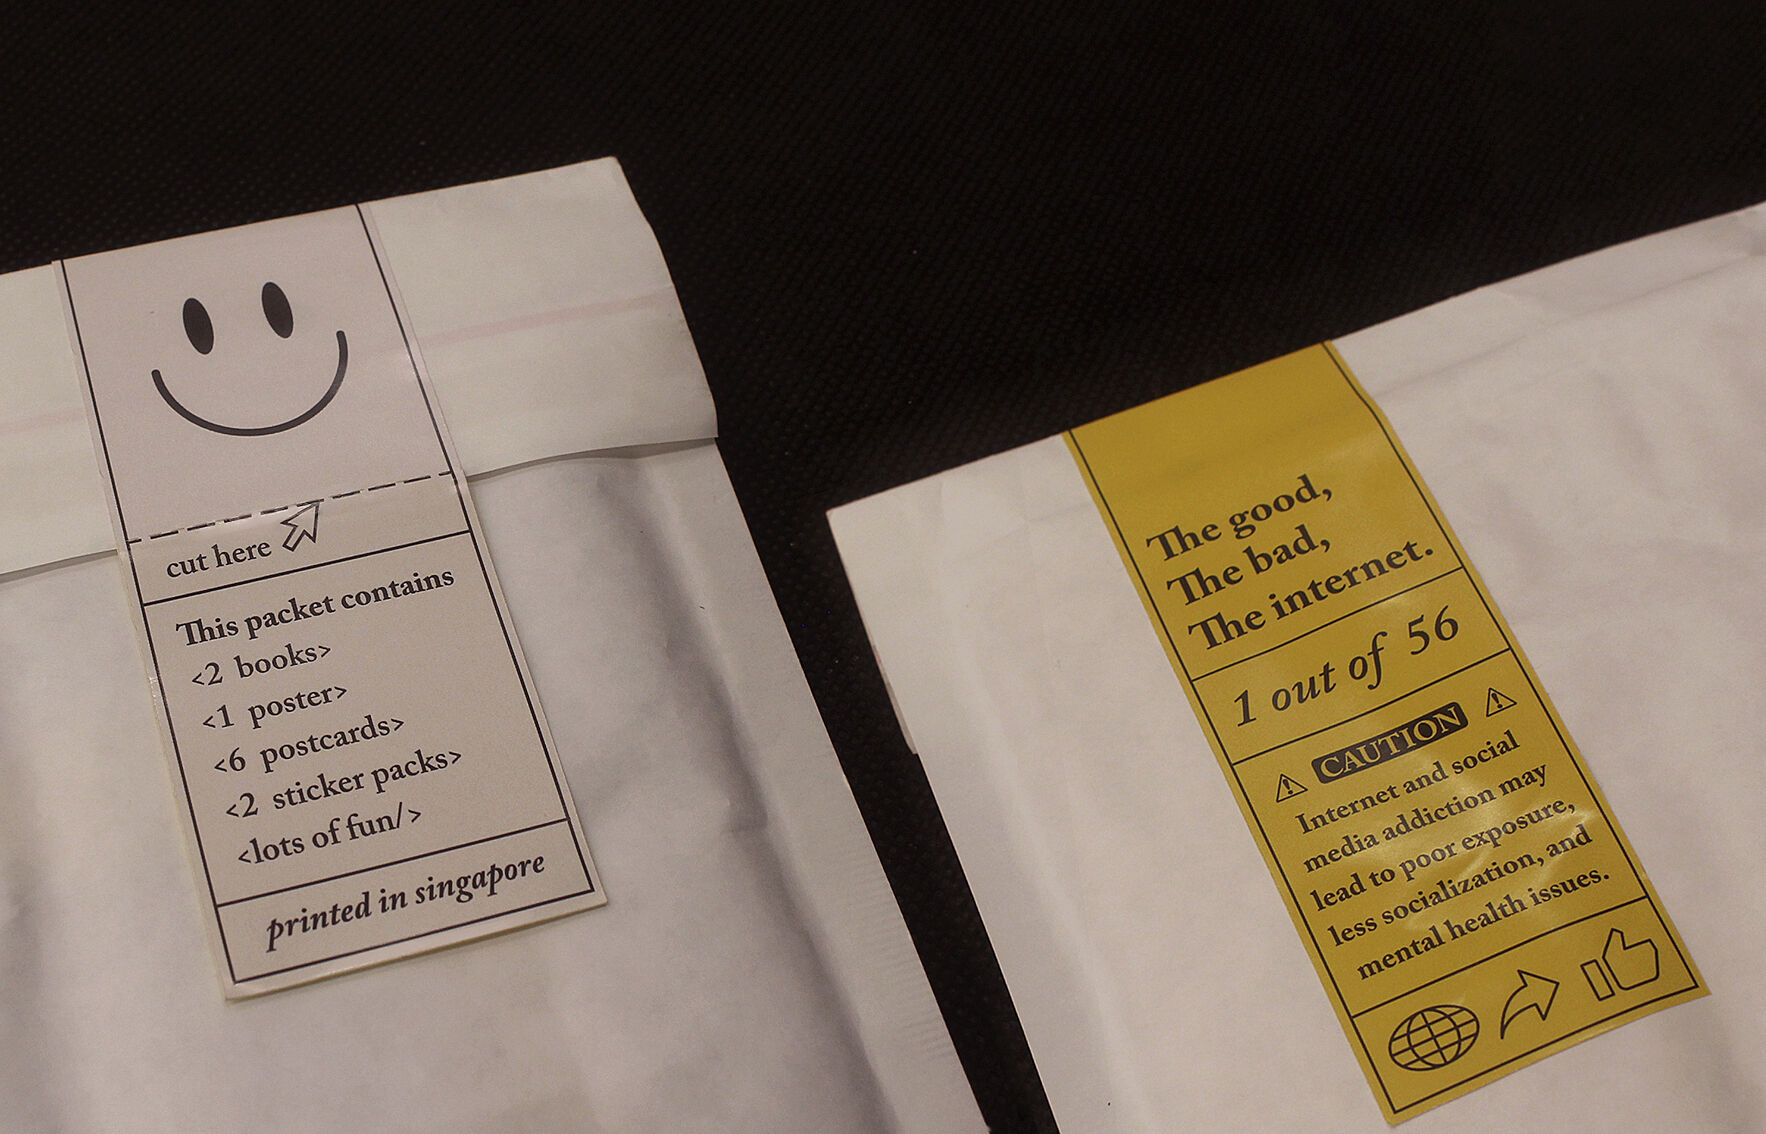 cut here
This packet contains
<2 books>
<1 poster>
<6 postcards>
<2 sticker packs>
<lots of fun/>
printed in singapore
The good,
The bad,
The internet.
1 out of 56
CAUTION
Internet and social
media addiction may
lead to poor exposure,
less socialization, and
mental health issues.